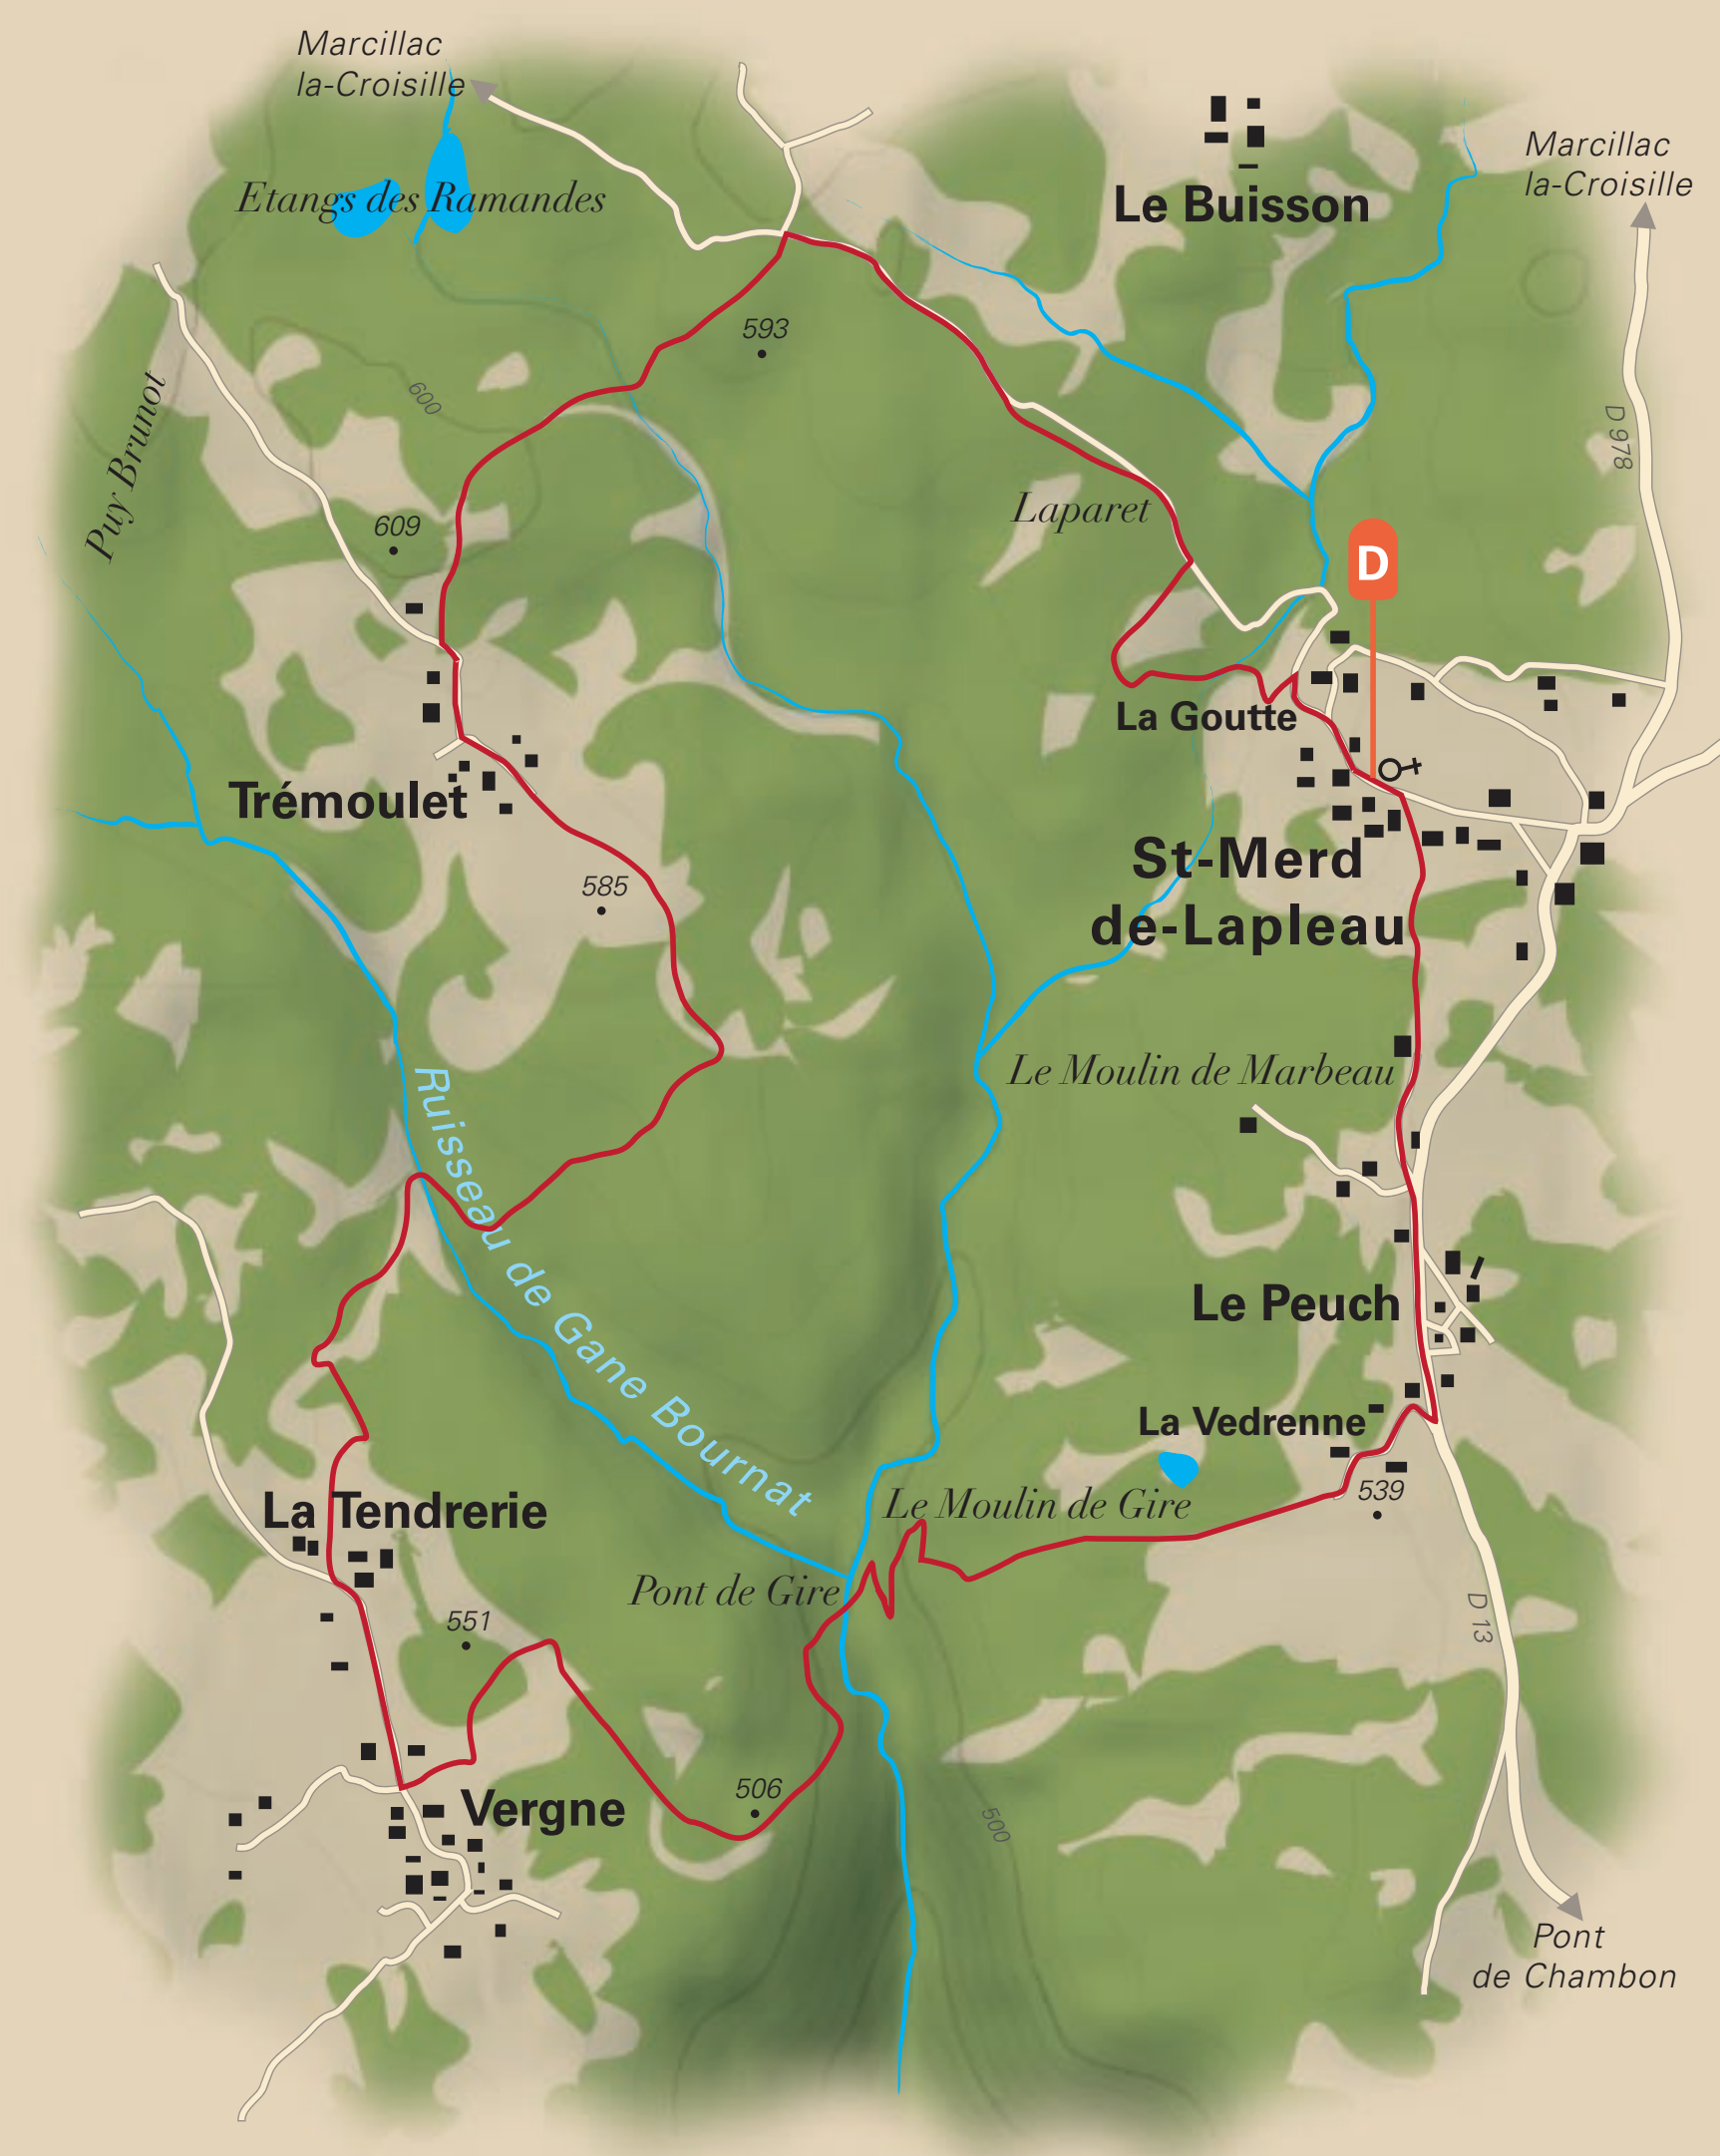 Marcillac
la-Croisille
Marcillac
la-Croisille
Etangs des Ramandes
Le Buisson
593
Puy Brunot
600
D 978
609
Laparet
D
La Goutte
Trémoulet
St-Merd
de-Lapleau
585
Le Moulin de Marbeau
Ruisseau de Gane Bournat
Le Peuch
La Vedrenne
539
La Tendrerie
Le Moulin de Gire
Pont de Gire
551
D 13
506
Vergne
500
Pont
de Chambon